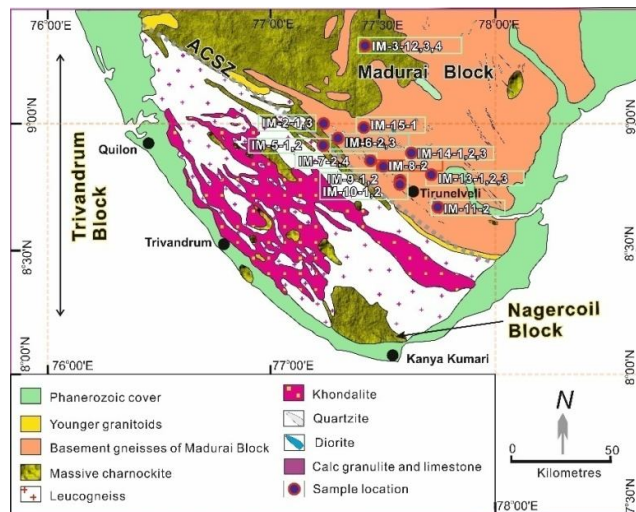 76°00'E
77°00'E
77°30'E
78°00'E
ACSZ
IM-3-12,3,4
Madurai Block
9°00'N
9°00'N
IM-2-1,3
IM-15-1
IM-5-1,2
IM-6-2,3
IM-7-2,4
IM-14-1,2,3
IM-8-2
IM-9-1,2
IM-13-1,2,3
IM-10-1,2
Tirunelveli
IM-11-2
Quilon
Trivandrum
Block
Trivandrum
8°30'N
8°30'N
Nagercoil
Block
Kanya Kumari
8°00'N
8°00'N
76°00'E
77°00'E
Phanerozoic cover
Younger granitoids
Basement gneisses of Madurai Block
Massive charnockite
Leucogneiss
Khondalite
Quartzite
Diorite
Calc granulite and limestone
Sample location
N
0
50
Kilometres
7°30'N
78°00'E